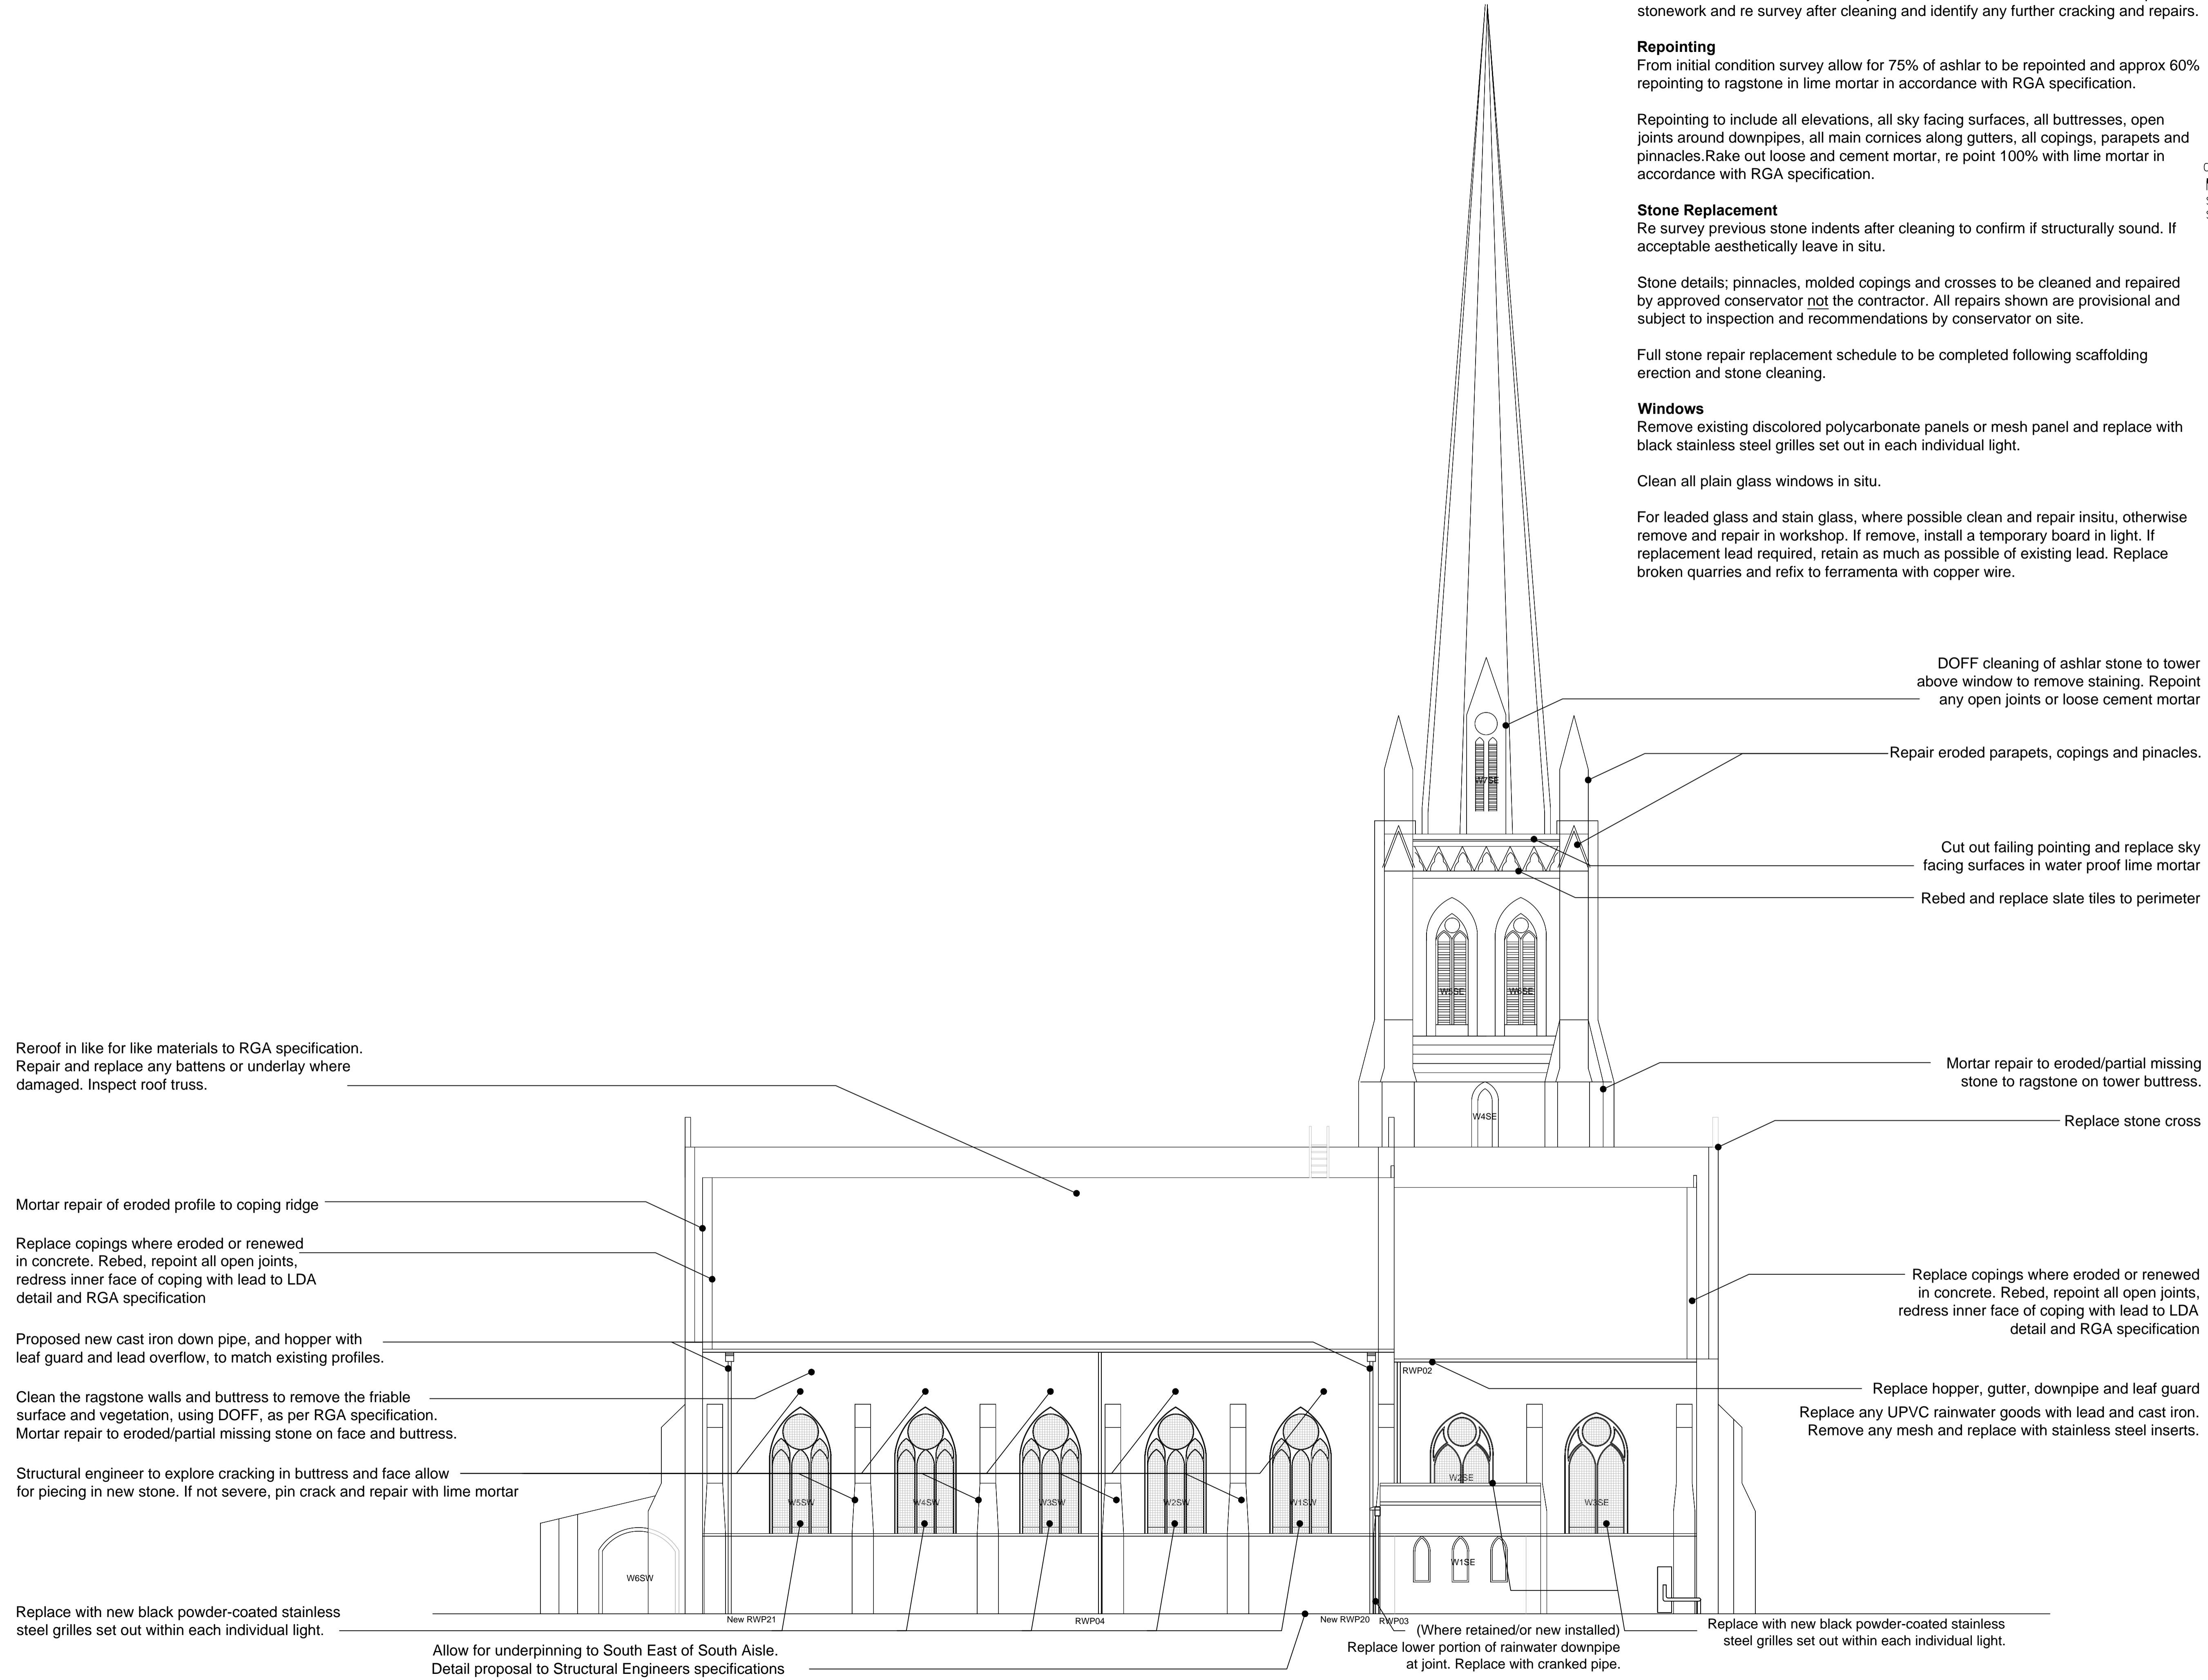 stonework and re survey after cleaning and identify any further cracking and repairs.
Repointing
From initial condition survey allow for 75% of ashlar to be repointed and approx 60%
repointing to ragstone in lime mortar in accordance with RGA specification.
Repointing to include all elevations, all sky facing surfaces, all buttresses, open
joints around downpipes, all main cornices along gutters, all copings, parapets and
pinnacles.Rake out loose and cement mortar, re point 100% with lime mortar in
accordance with RGA specification.
Stone Replacement
Re survey previous stone indents after cleaning to confirm if structurally sound. If
acceptable aesthetically leave in situ.
Stone details; pinnacles, molded copings and crosses to be cleaned and repaired
by approved conservator not the contractor. All repairs shown are provisional and
subject to inspection and recommendations by conservator on site.
Full stone repair replacement schedule to be completed following scaffolding
erection and stone cleaning.
Windows
Remove existing discolored polycarbonate panels or mesh panel and replace with
black stainless steel grilles set out in each individual light.
Clean all plain glass windows in situ.
For leaded glass and stain glass, where possible clean and repair insitu, otherwise
remove and repair in workshop. If remove, install a temporary board in light. If
replacement lead required, retain as much as possible of existing lead. Replace
broken quarries and refix to ferramenta with copper wire.
DOFF cleaning of ashlar stone to tower
above window to remove staining. Repoint
any open joints or loose cement mortar
Repair eroded parapets, copings and pinacles.
W7SE
Cut out failing pointing and replace sky
facing surfaces in water proof lime mortar
Rebed and replace slate tiles to perimeter
W5SE
W6SE
Reroof in like for like materials to RGA specification.
Repair and replace any battens or underlay where
damaged. Inspect roof truss.
Mortar repair to eroded/partial missing
stone to ragstone on tower buttress.
W4SE
Replace stone cross
Mortar repair of eroded profile to coping ridge
Replace copings where eroded or renewed
in concrete. Rebed, repoint all open joints,
redress inner face of coping with lead to LDA
detail and RGA specification
Replace copings where eroded or renewed
in concrete. Rebed, repoint all open joints,
redress inner face of coping with lead to LDA
detail and RGA specification
Proposed new cast iron down pipe, and hopper with
leaf guard and lead overflow, to match existing profiles.
RWP02
Clean the ragstone walls and buttress to remove the friable
surface and vegetation, using DOFF, as per RGA specification.
Mortar repair to eroded/partial missing stone on face and buttress.
Replace hopper, gutter, downpipe and leaf guard
Replace any UPVC rainwater goods with lead and cast iron.
Remove any mesh and replace with stainless steel inserts.
Structural engineer to explore cracking in buttress and face allow
for piecing in new stone. If not severe, pin crack and repair with lime mortar
W2SE
W5SW
W4SW
W3SW
W2SW
W1SW
W3SE
W1SE
W6SW
Replace with new black powder-coated stainless
steel grilles set out within each individual light.
New RWP21
RWP04
New RWP20
RWP03
(Where retained/or new installed)
Replace lower portion of rainwater downpipe
at joint. Replace with cranked pipe.
Replace with new black powder-coated stainless
steel grilles set out within each individual light.
Allow for underpinning to South East of South Aisle.
Detail proposal to Structural Engineers specifications